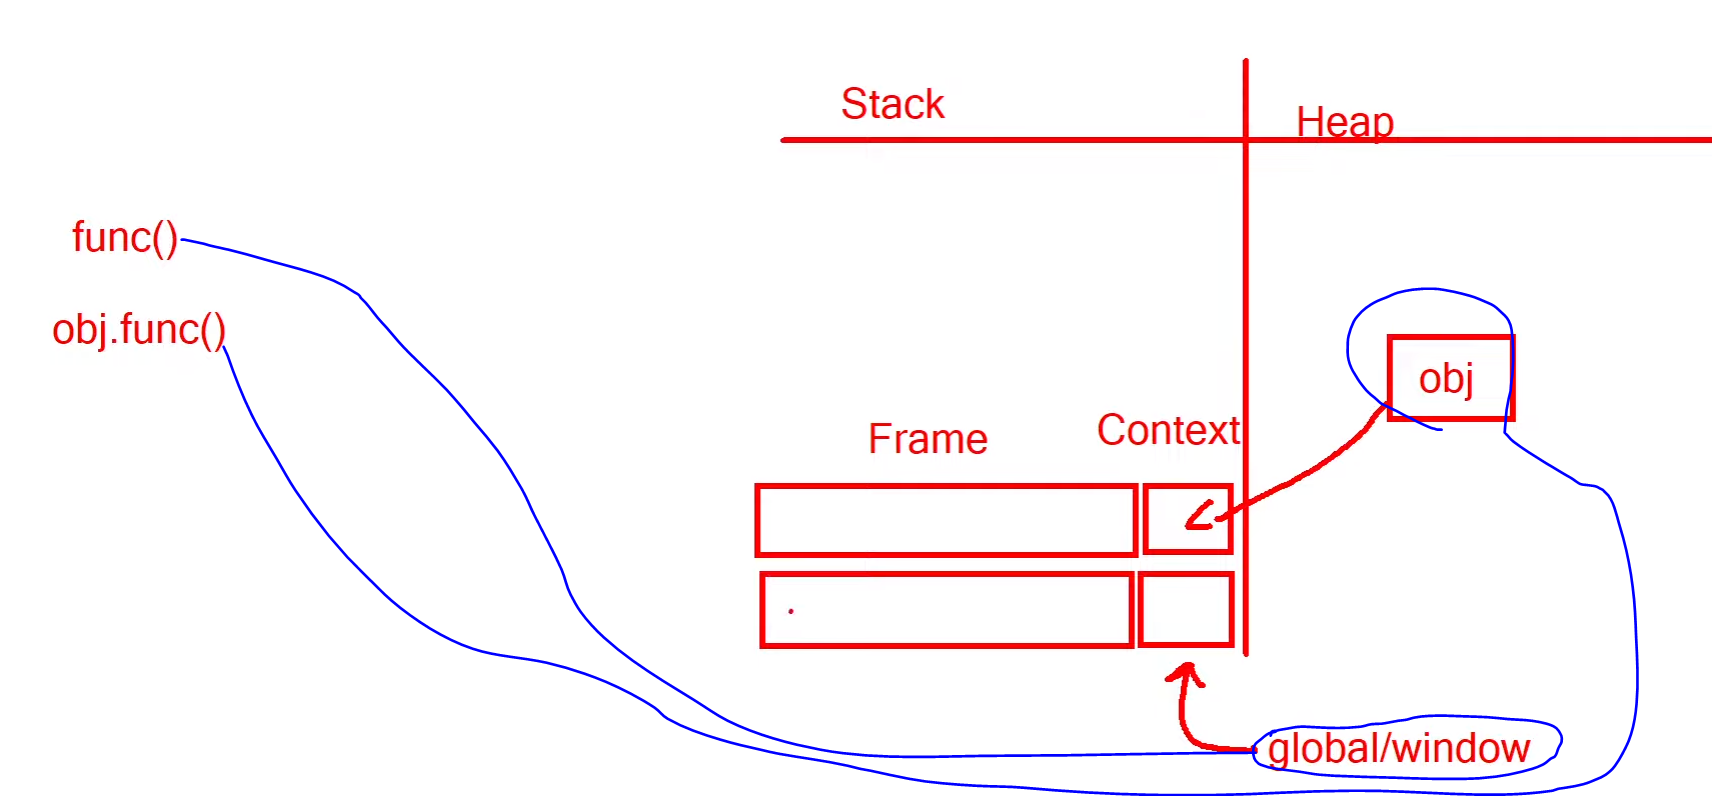 Stack
Heap
func()
obj.func()
obj
Frame
Context
global/window